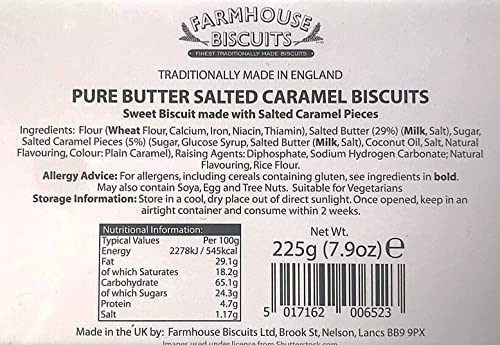 FARMHOUSE
BISCUITS
FINEST TRADITIONALLY MADE BISCUITS
TRADITIONALLY MADE IN ENGLAND
PURE BUTTER SALTED CARAMEL BISCUITS
Sweet Biscuit made with Salted Caramel Pieces
Ingredients: Flour (Wheat Flour, Calcium, Iron, Niacin, Thiamin), Salted Butter (29%) (Milk, Salt), Sugar,
Salted Caramel Pieces (5%) (Sugar, Glucose Syrup, Salted Butter (Milk, Salt), Coconut Oil, Salt, Natural
Flavouring, Colour: Plain Caramel), Raising Agents: Diphosphate, Sodium Hydrogen Carbonate; Natural
Flavouring, Rice Flour.
Allergy Advice: For allergens, including cereals containing gluten, see ingredients in bold.
May also contain Soya, Egg and Tree Nuts. Suitable for Vegetarians
Storage Information: Store in a cool, dry place out of direct sunlight. Once opened, keep in an
airtight container and consume within 2 weeks.
Nutritional Information:
Typical Values Per 100g
Energy 2278kJ / 545kcal
Fat 29.1g
of which Saturates 18.2g
Carbohydrate 65.1g
of which Sugars 24.3g
Protein 4.7g
Salt 1.17g
Net Wt.
225g (7.9oz) ℮
5 017162 006523
Made in the UK by: Farmhouse Biscuits Ltd, Brook St, Nelson, Lancs BB9 9PX
Images used under license from Shutterstock.com